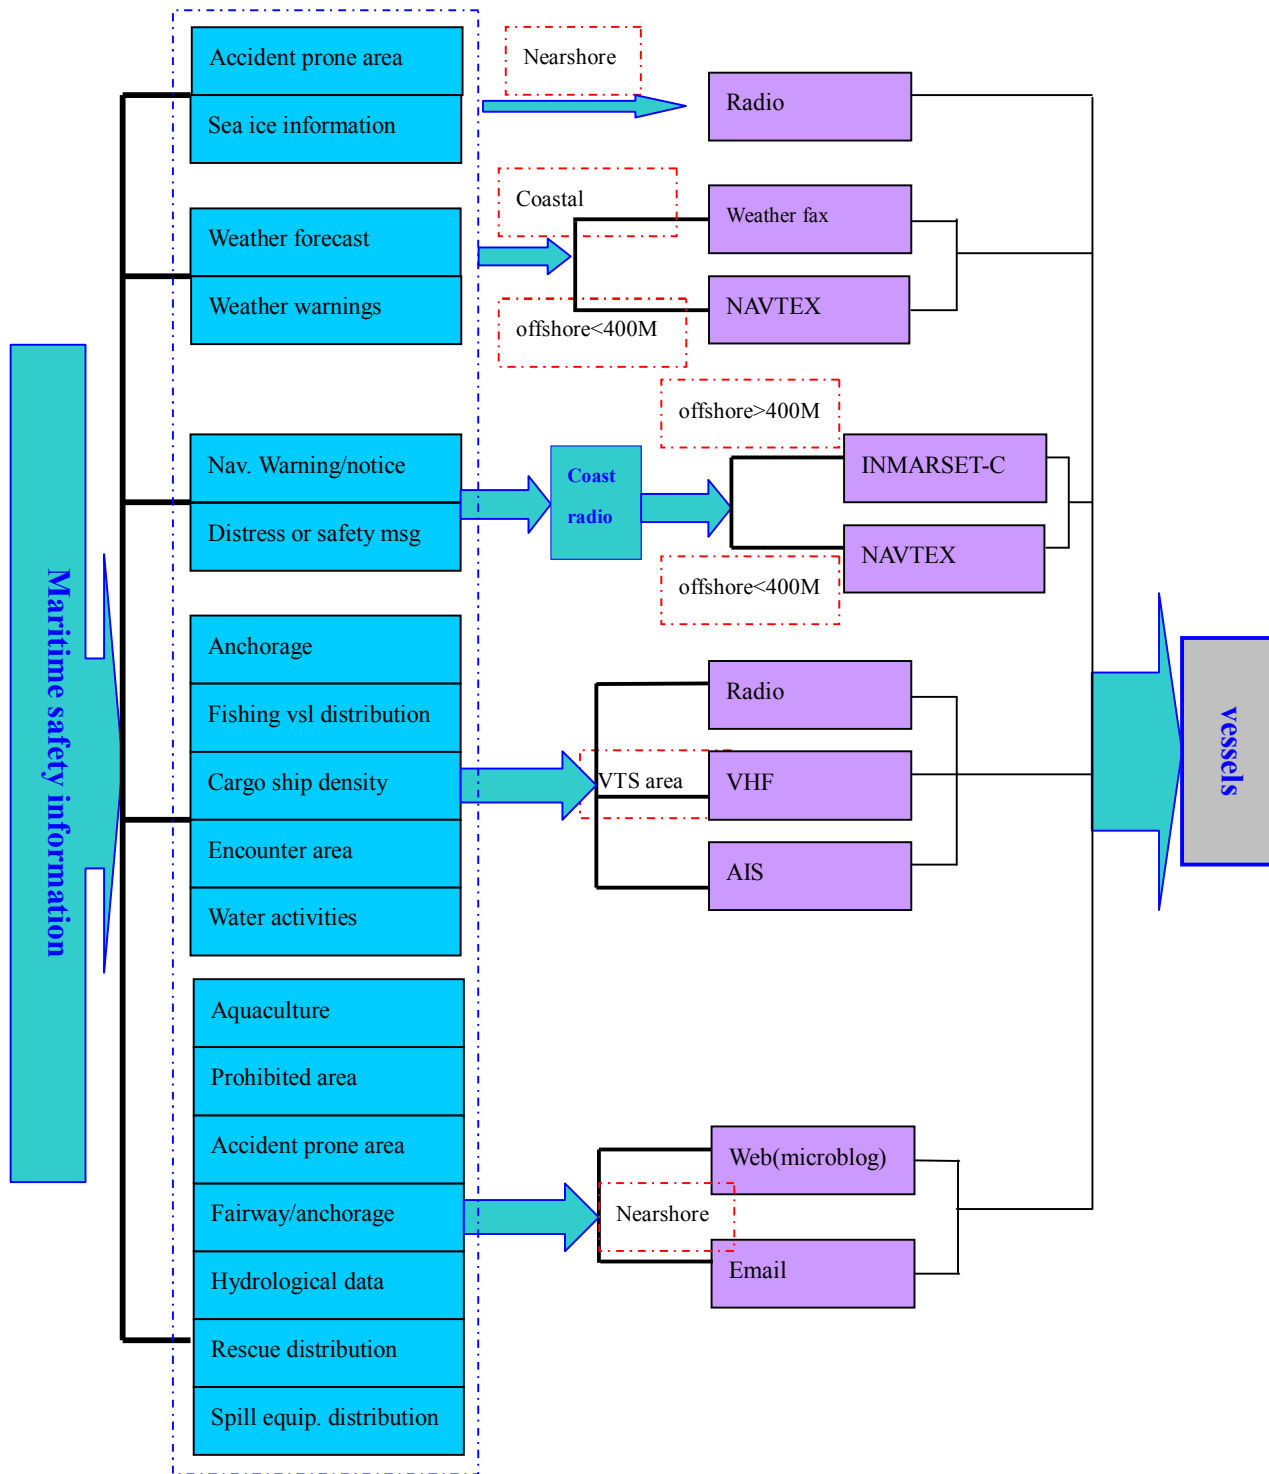 Maritime safety information
Accident prone area
Sea ice information
Nearshore
Radio
Weather forecast
Weather warnings
Coastal
offshore<400M
Weather fax
NAVTEX
Nav. Warning/notice
Distress or safety msg
Coast
radio
offshore>400M
offshore<400M
INMARSET-C
NAVTEX
Anchorage
Fishing vsl distribution
Cargo ship density
Encounter area
Water activities
VTS area
Radio
VHF
AIS
Aquaculture
Prohibited area
Accident prone area
Fairway/anchorage
Hydrological data
Rescue distribution
Spill equip. distribution
Nearshore
Web(microblog)
Email
vessels